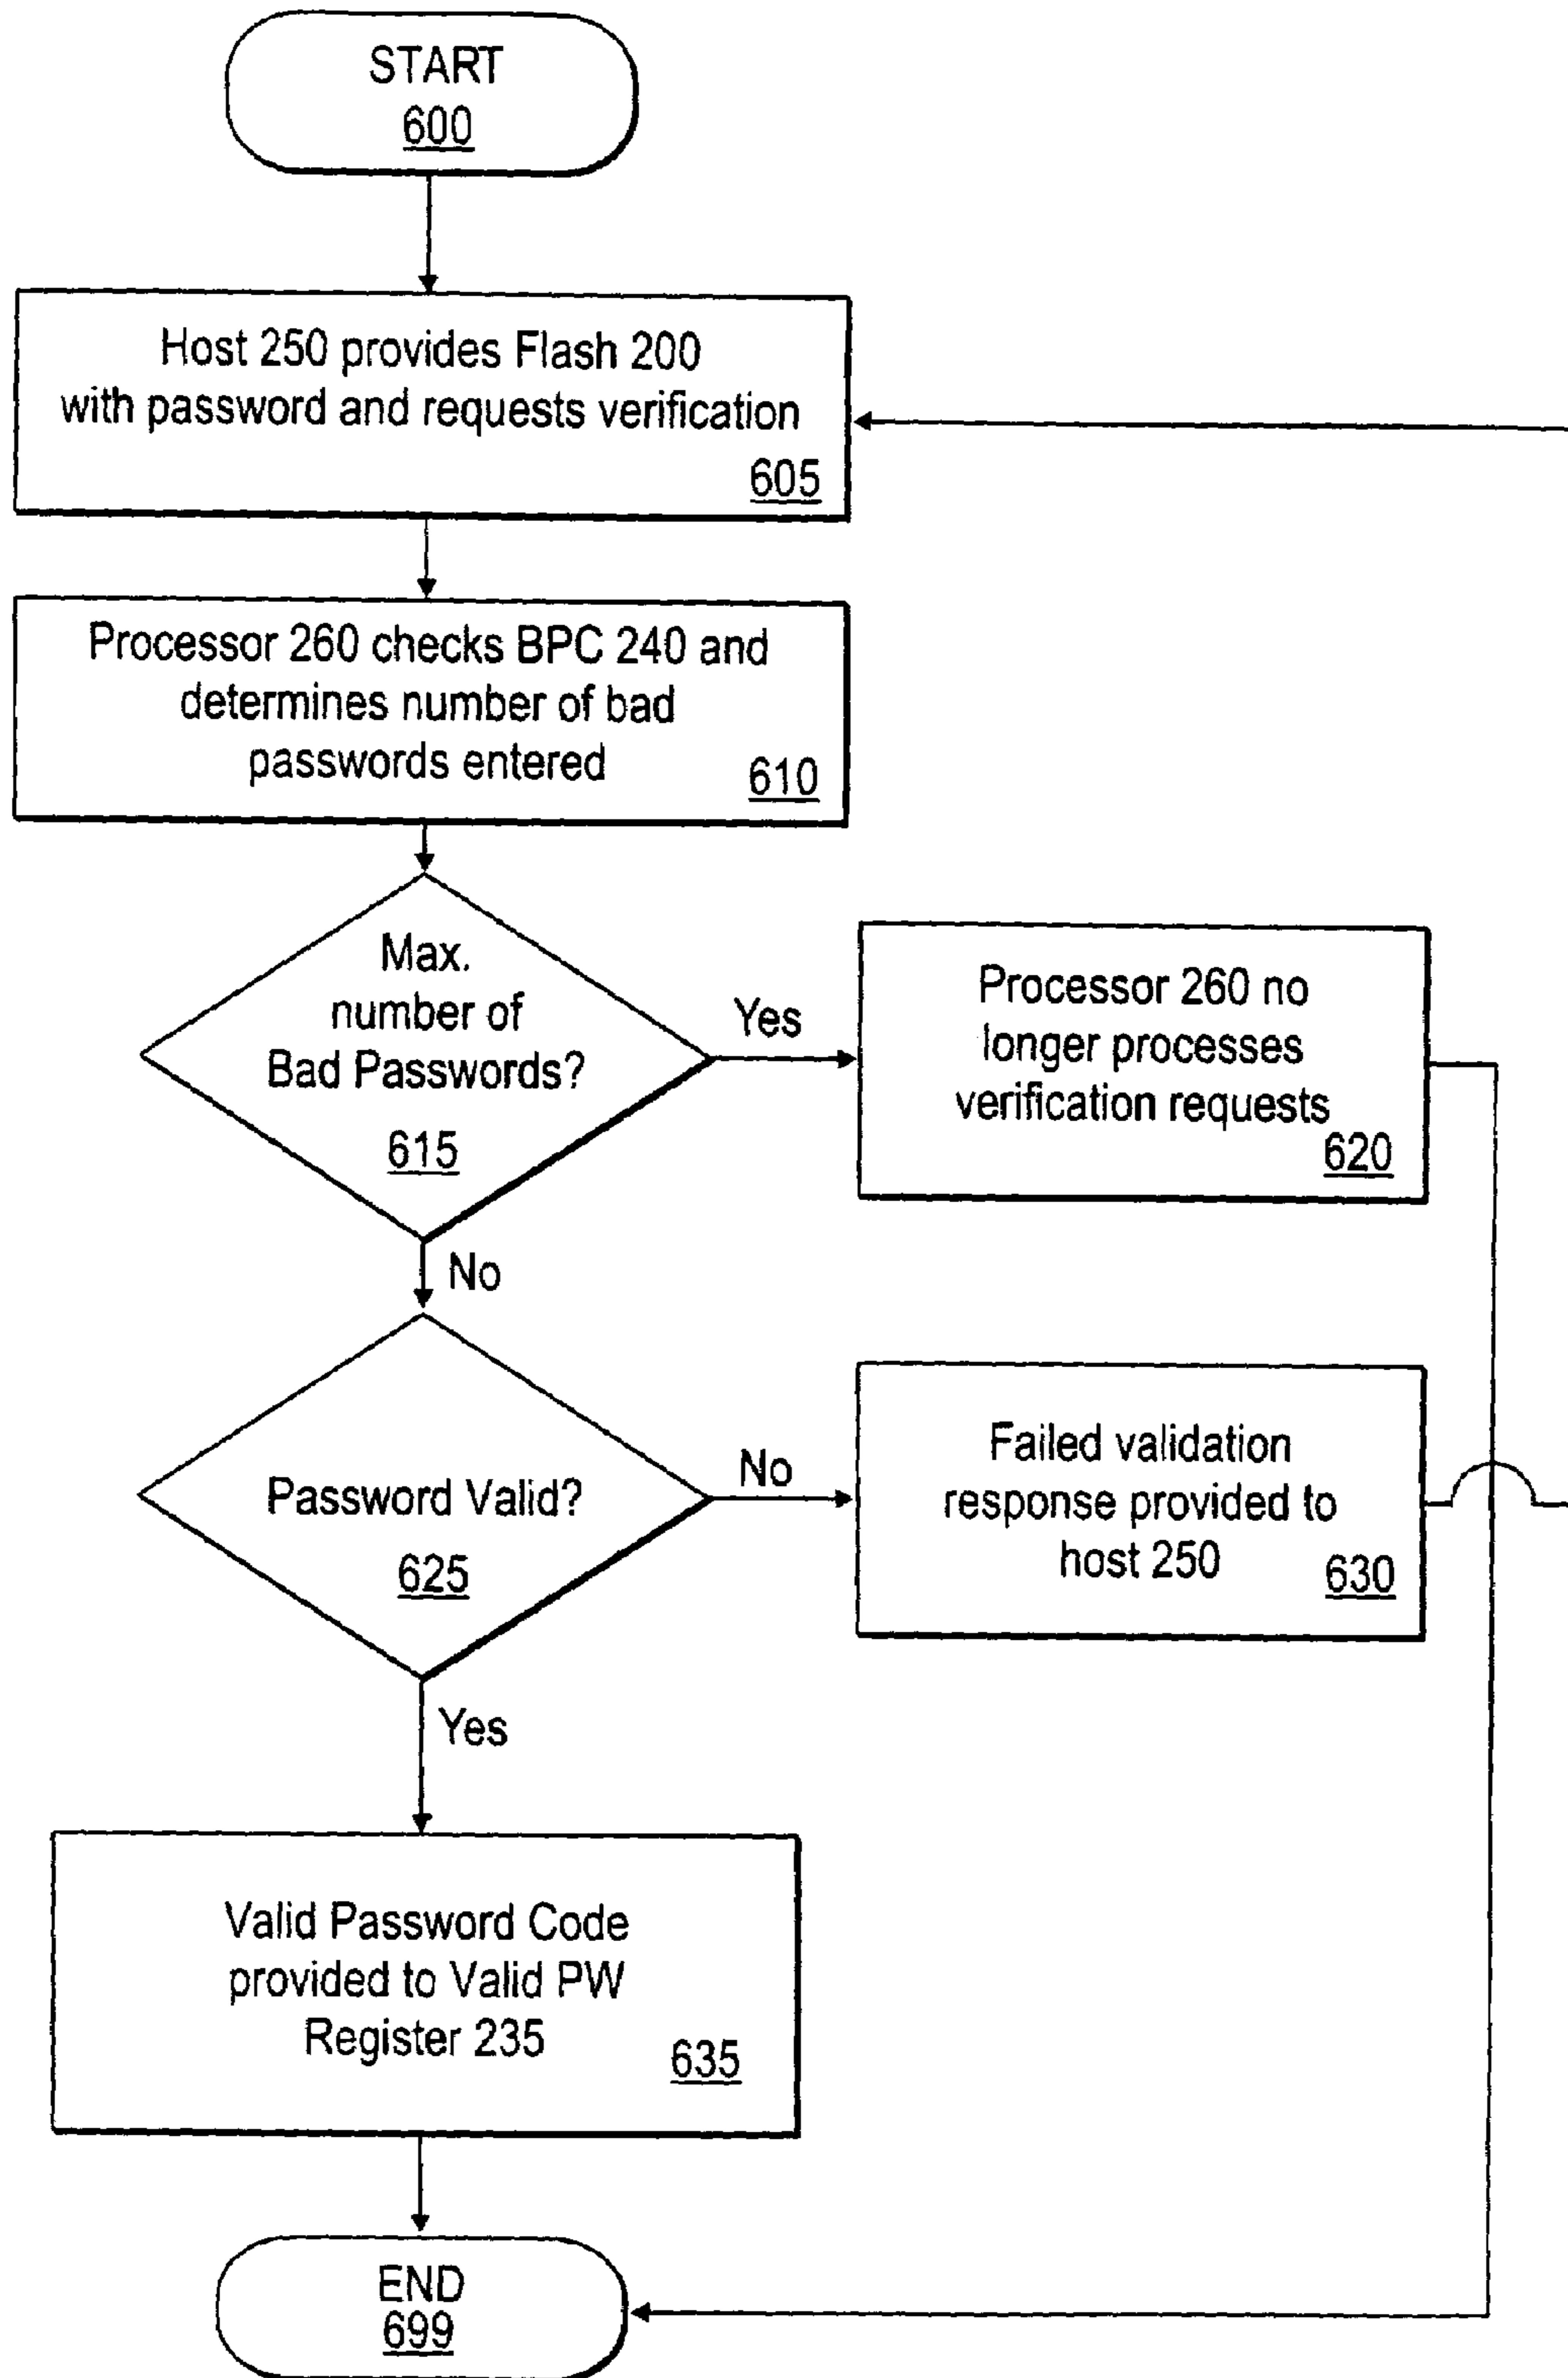 START
600
Host 250 provides Flash 200
with password and requests verification
605
Processor 260 checks BPC 240 and
determines number of bad
passwords entered
610
Max.
number of
Bad Passwords?
615
Yes
Processor 260 no
longer processes
verification requests
620
No
Password Valid?
625
No
Failed validation
response provided to
host 250
630
Yes
Valid Password Code
provided to Valid PW
Register 235
635
END
699